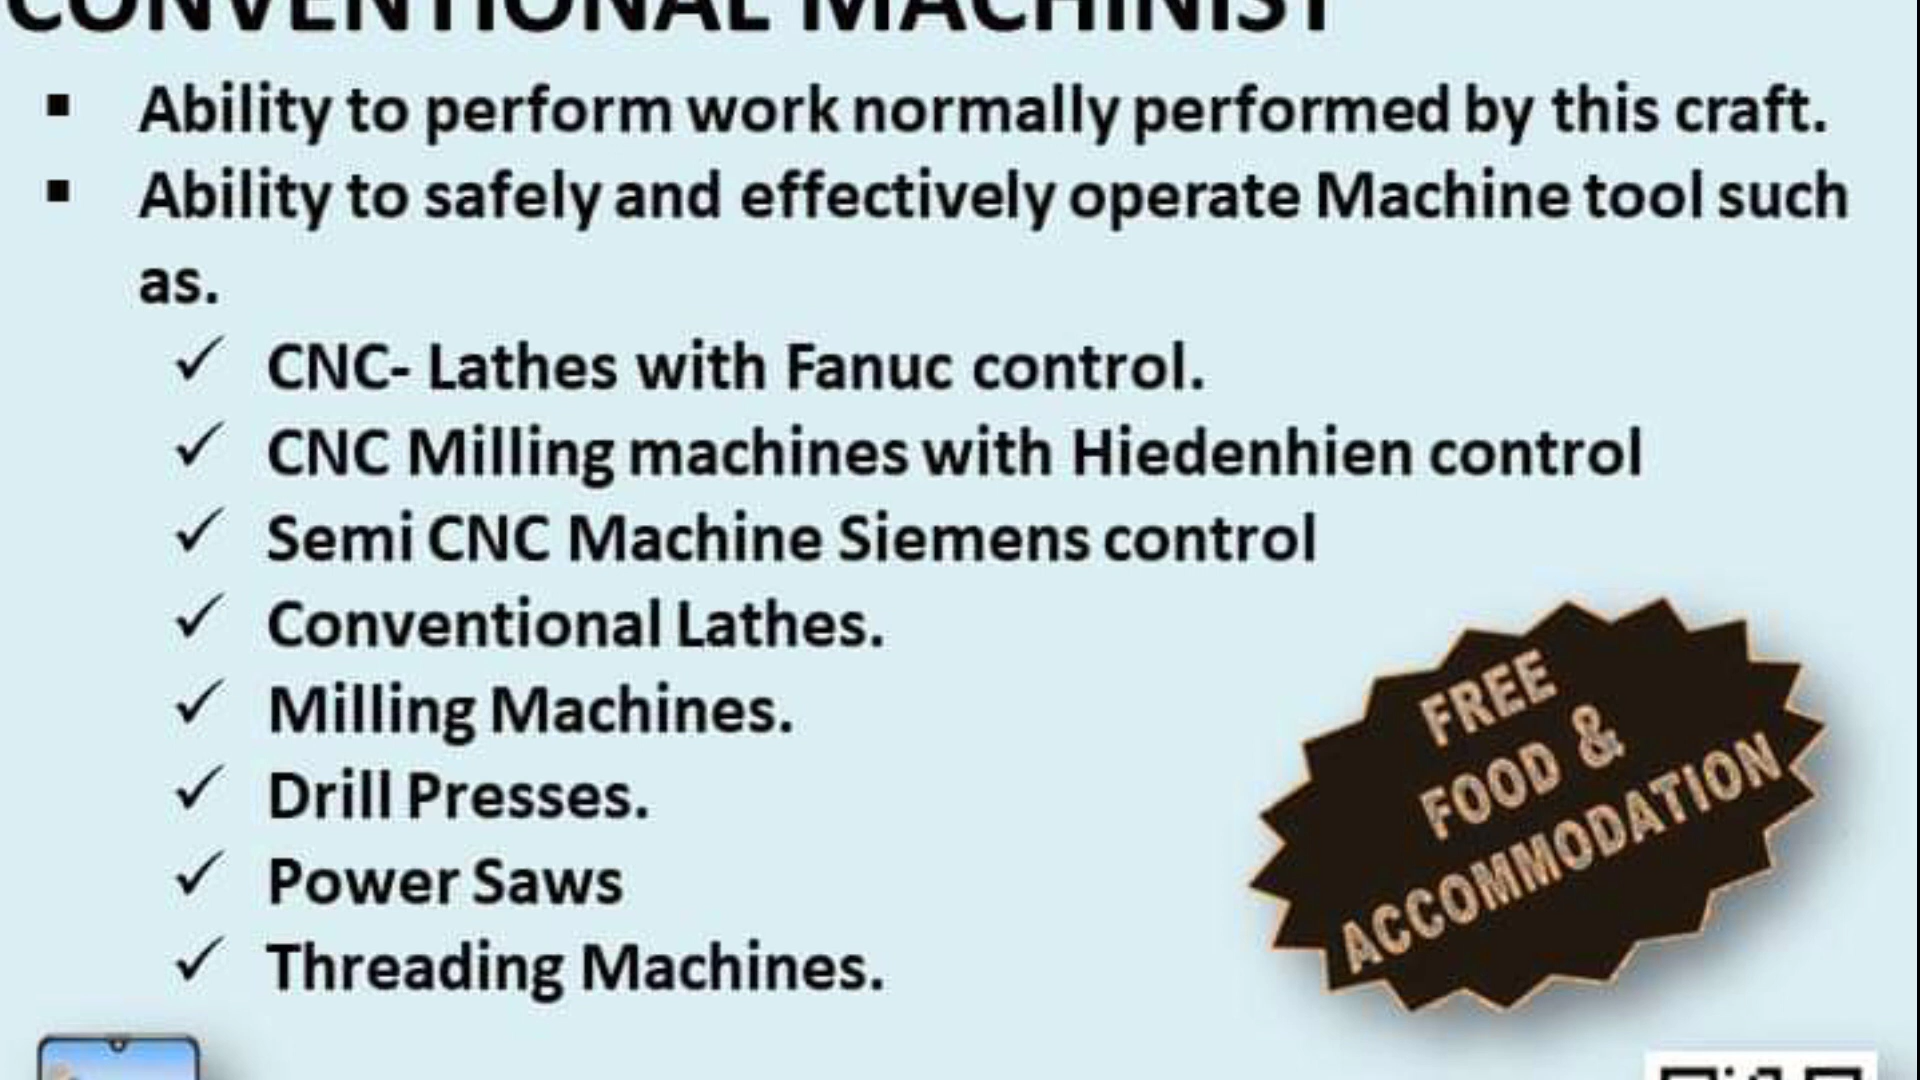 CONVENTIONAL MACHINIST
▪ Ability to perform work normally performed by this craft.
▪ Ability to safely and effectively operate Machine tool such
as.
✓ CNC- Lathes with Fanuc control.
✓ CNC Milling machines with Hiedenhien control
✓ Semi CNC Machine Siemens control
✓ Conventional Lathes.
✓ Milling Machines.
✓ Drill Presses.
✓ Power Saws
✓ Threading Machines.
FREE
FOOD &
ACCOMMODATION